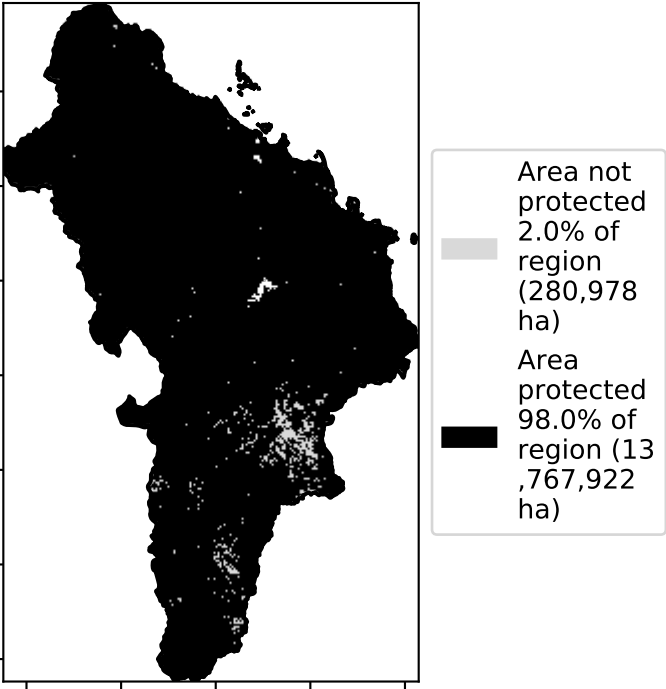 Area not
protected
2.0% of
region
(280,978
ha)
Area
protected
98.0% of
region (13
,767,922
ha)